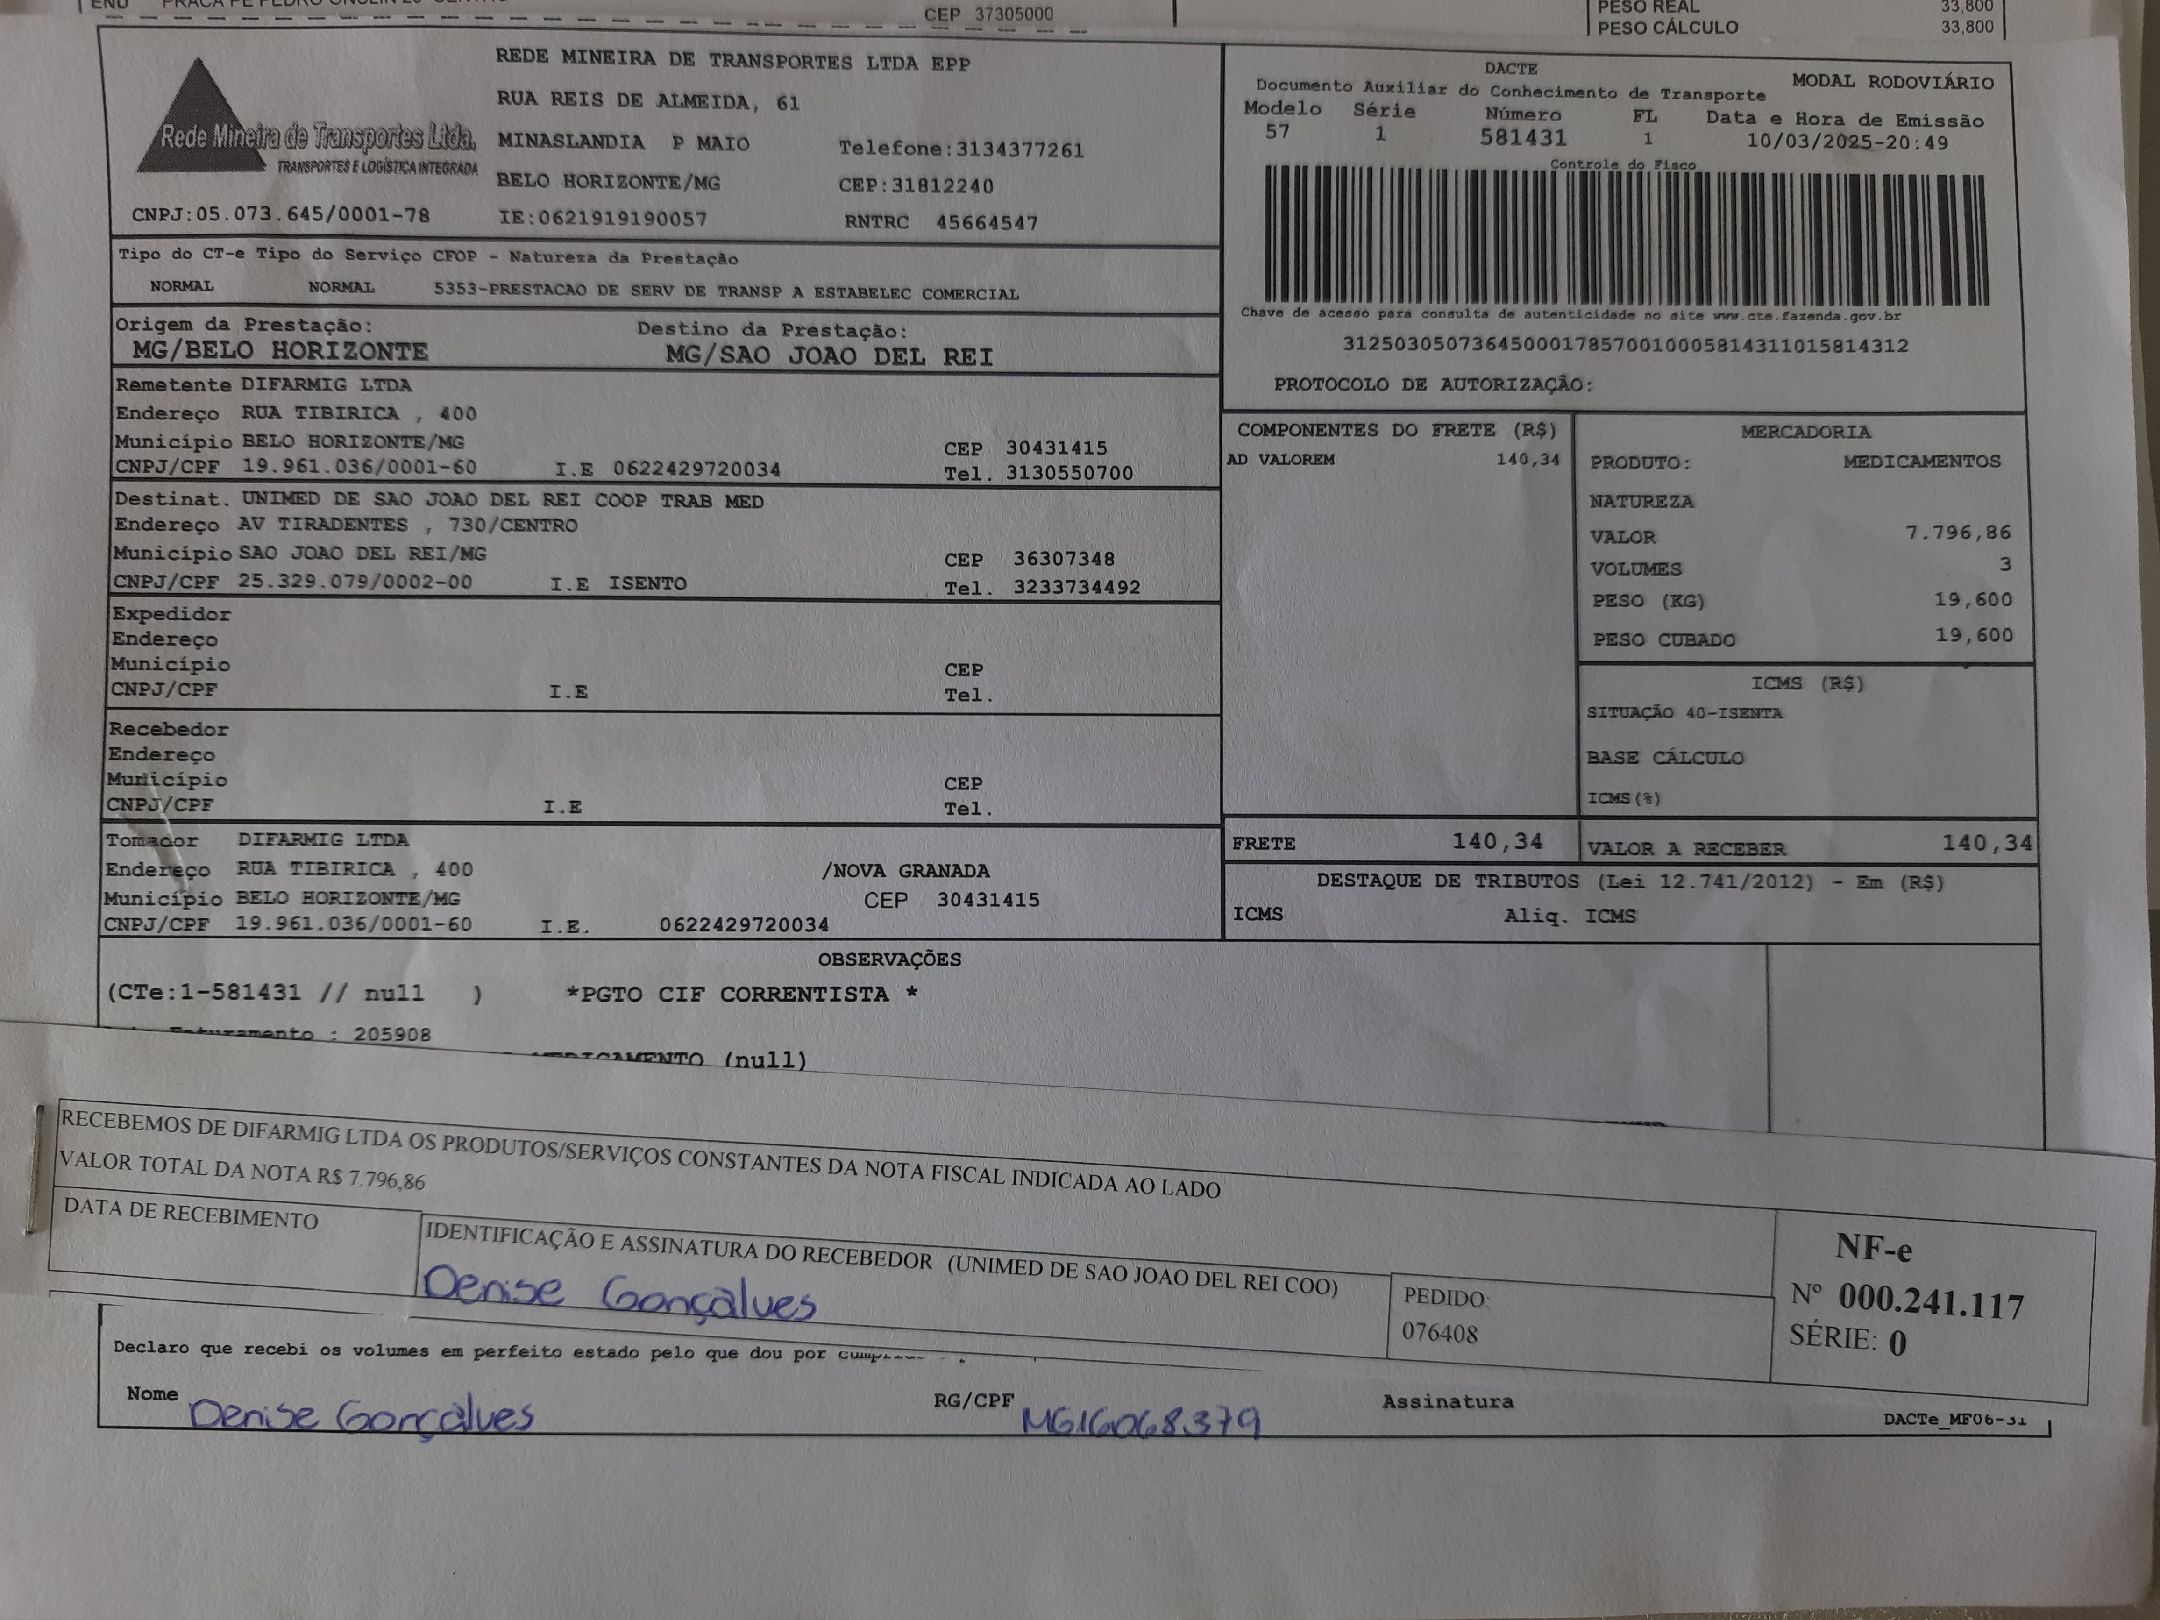 END PRACA PE PEDRO
CEP 37305000
PESO REAL 33,800
PESO CÁLCULO 33,800
Rede Mineira de Transportes Ltda.
TRANSPORTES E LOGÍSTICA INTEGRADA
CNPJ:05.073.645/0001-78
REDE MINEIRA DE TRANSPORTES LTDA EPP
RUA REIS DE ALMEIDA, 61
MINASLANDIA P MAIO Telefone:3134377261
BELO HORIZONTE/MG CEP:31812240
IE:0621919190057 RNTRC 45664547
DACTE
Documento Auxiliar do Conhecimento de Transporte MODAL RODOVIÁRIO
Modelo Série Número FL Data e Hora de Emissão
57 1 581431 1 10/03/2025-20:49
Controle do Fisco
Chave de acesso para consulta de autenticidade no site www.cte.fazenda.gov.br
31250305073645000178570010005814311015814312
PROTOCOLO DE AUTORIZAÇÃO:
Tipo do CT-e Tipo do Serviço CFOP - Natureza da Prestação
NORMAL NORMAL 5353-PRESTACAO DE SERV DE TRANSP A ESTABELEC COMERCIAL
Origem da Prestação: Destino da Prestação:
MG/BELO HORIZONTE MG/SAO JOAO DEL REI
Remetente DIFARMIG LTDA
Endereço RUA TIBIRICA , 400
Município BELO HORIZONTE/MG CEP 30431415
CNPJ/CPF 19.961.036/0001-60 I.E 0622429720034 Tel. 3130550700
Destinat. UNIMED DE SAO JOAO DEL REI COOP TRAB MED
Endereço AV TIRADENTES , 730/CENTRO
Município SAO JOAO DEL REI/MG CEP 36307348
CNPJ/CPF 25.329.079/0002-00 I.E ISENTO Tel. 3233734492
Expedidor
Endereço
Município CEP
CNPJ/CPF I.E Tel.
Recebedor
Endereço
Município CEP
CNPJ/CPF I.E Tel.
Tomador DIFARMIG LTDA
Endereço RUA TIBIRICA , 400 /NOVA GRANADA
Município BELO HORIZONTE/MG CEP 30431415
CNPJ/CPF 19.961.036/0001-60 I.E. 0622429720034
COMPONENTES DO FRETE (R$)
AD VALOREM 140,34
MERCADORIA
PRODUTO: MEDICAMENTOS
NATUREZA
VALOR 7.796,86
VOLUMES 3
PESO (KG) 19,600
PESO CUBADO 19,600
ICMS (R$)
SITUAÇÃO 40-ISENTA
BASE CÁLCULO
ICMS(%)
FRETE 140,34 VALOR A RECEBER 140,34
DESTAQUE DE TRIBUTOS (Lei 12.741/2012) - Em (R$)
ICMS Aliq. ICMS
OBSERVAÇÕES
(CTe:1-581431 // null ) *PGTO CIF CORRENTISTA *
Faturamento : 205908
MEDICAMENTO (null)
RECEBEMOS DE DIFARMIG LTDA OS PRODUTOS/SERVIÇOS CONSTANTES DA NOTA FISCAL INDICADA AO LADO
VALOR TOTAL DA NOTA R$ 7.796,86
DATA DE RECEBIMENTO
IDENTIFICAÇÃO E ASSINATURA DO RECEBEDOR (UNIMED DE SAO JOAO DEL REI COO)
Denise Gonçalves
PEDIDO:
076408
NF-e
Nº 000.241.117
SÉRIE: 0
Declaro que recebi os volumes em perfeito estado pelo que dou por
Nome Denise Gonçalves RG/CPF MG16068379 Assinatura
DACTe_MF06-31